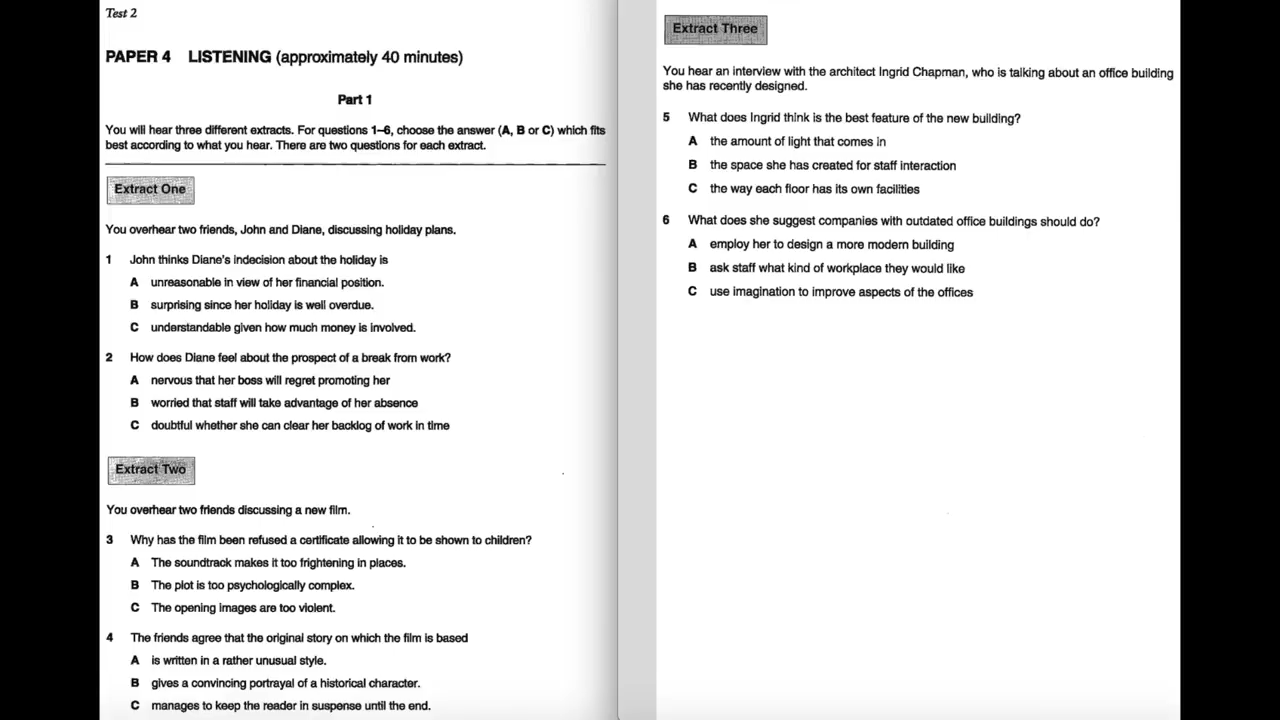 Test 2
PAPER 4 LISTENING (approximately 40 minutes)
Part 1
You will hear three different extracts. For questions 1–6, choose the answer (A, B or C) which fits
best according to what you hear. There are two questions for each extract.
Extract One
You overhear two friends, John and Diane, discussing holiday plans.
1 John thinks Diane's indecision about the holiday is
A unreasonable in view of her financial position.
B surprising since her holiday is well overdue.
C understandable given how much money is involved.
2 How does Diane feel about the prospect of a break from work?
A nervous that her boss will regret promoting her
B worried that staff will take advantage of her absence
C doubtful whether she can clear her backlog of work in time
Extract Two
You overhear two friends discussing a new film.
3 Why has the film been refused a certificate allowing it to be shown to children?
A The soundtrack makes it too frightening in places.
B The plot is too psychologically complex.
C The opening images are too violent.
4 The friends agree that the original story on which the film is based
A is written in a rather unusual style.
B gives a convincing portrayal of a historical character.
C manages to keep the reader in suspense until the end.
Extract Three
You hear an interview with the architect Ingrid Chapman, who is talking about an office building
she has recently designed.
5 What does Ingrid think is the best feature of the new building?
A the amount of light that comes in
B the space she has created for staff interaction
C the way each floor has its own facilities
6 What does she suggest companies with outdated office buildings should do?
A employ her to design a more modern building
B ask staff what kind of workplace they would like
C use imagination to improve aspects of the offices